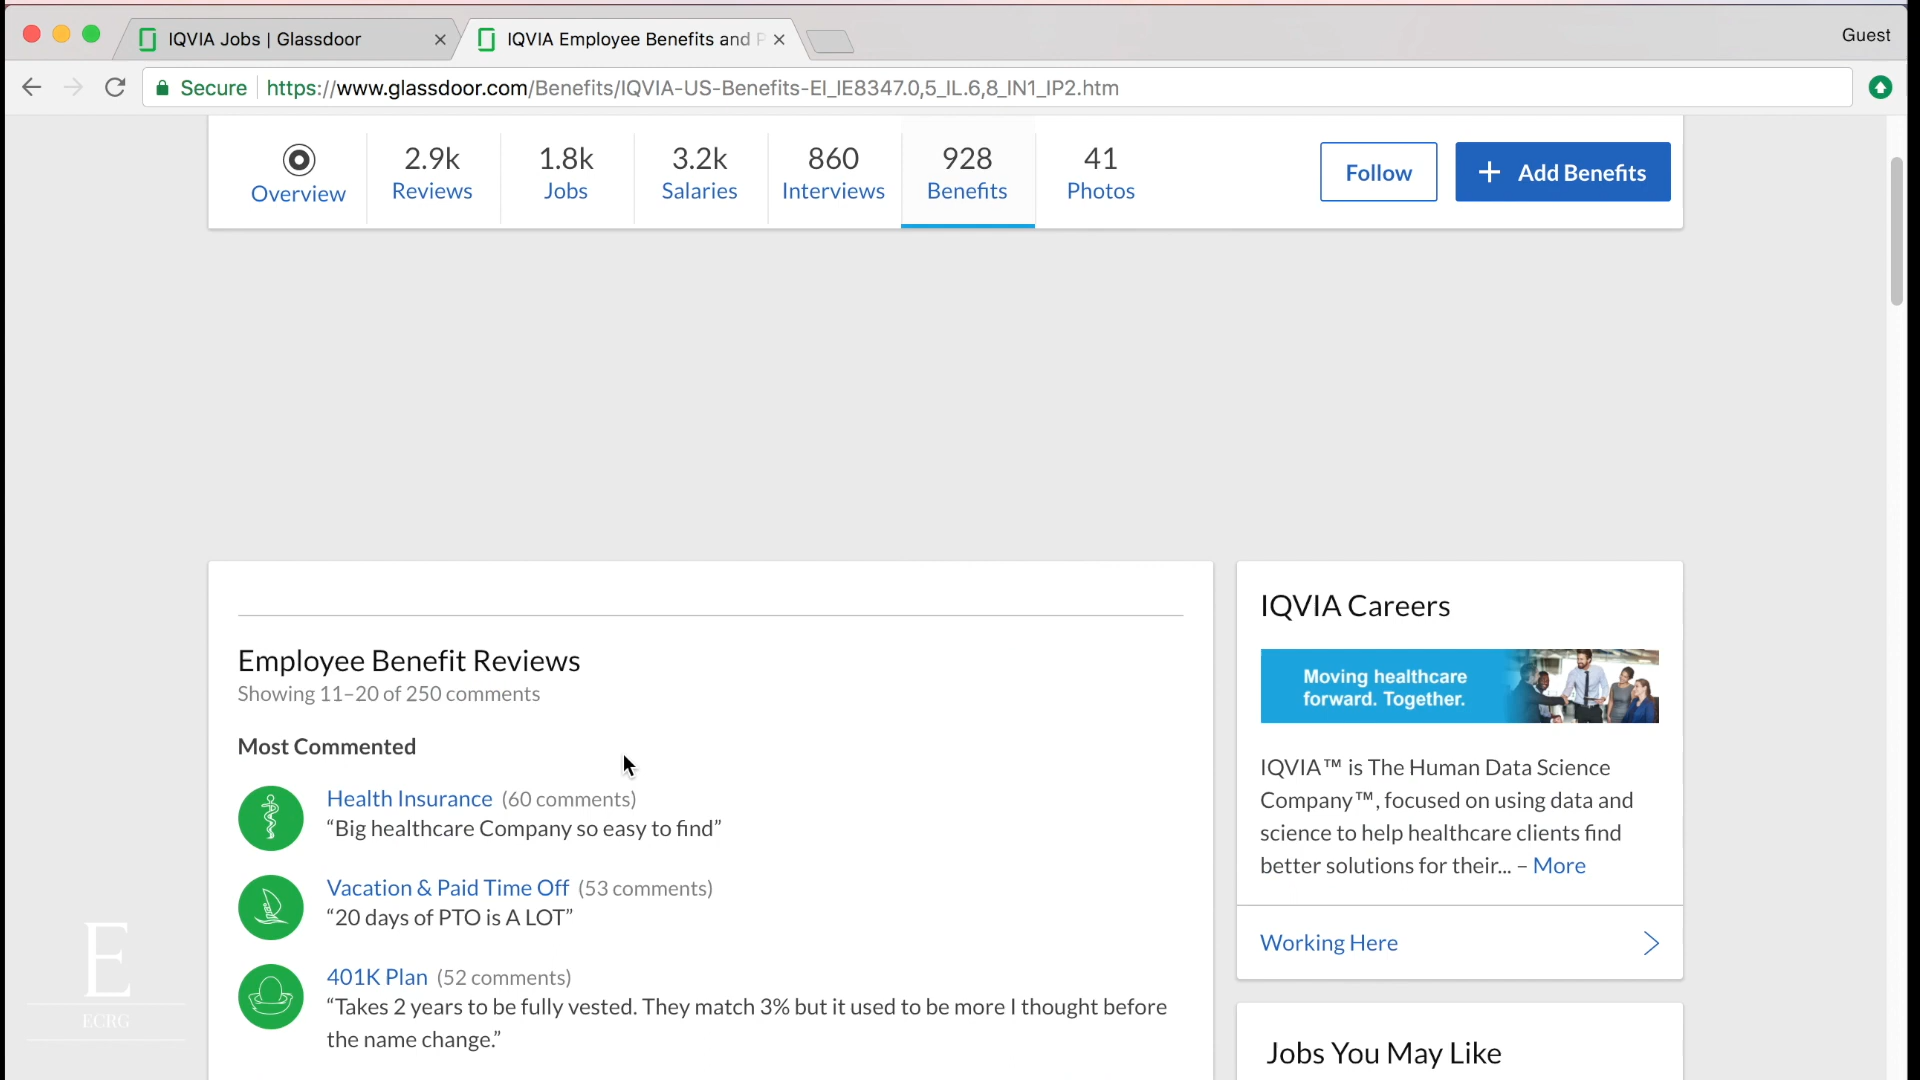 IQVIA Jobs | Glassdoor
IQVIA Employee Benefits and P
Guest
Secure
https://www.glassdoor.com/Benefits/IQVIA-US-Benefits-EI_IE8347.0,5_IL.6,8_IN1_IP2.htm
Overview
2.9k
Reviews
1.8k
Jobs
3.2k
Salaries
860
Interviews
928
Benefits
41
Photos
Follow
+ Add Benefits
Employee Benefit Reviews
Showing 11–20 of 250 comments
Most Commented
Health Insurance (60 comments)
“Big healthcare Company so easy to find”
Vacation & Paid Time Off (53 comments)
“20 days of PTO is A LOT”
401K Plan (52 comments)
“Takes 2 years to be fully vested. They match 3% but it used to be more I thought before
the name change.”
IQVIA Careers
Moving healthcare
forward. Together.
IQVIA™ is The Human Data Science
Company™, focused on using data and
science to help healthcare clients find
better solutions for their... – More
Working Here
Jobs You May Like
E
ECRG